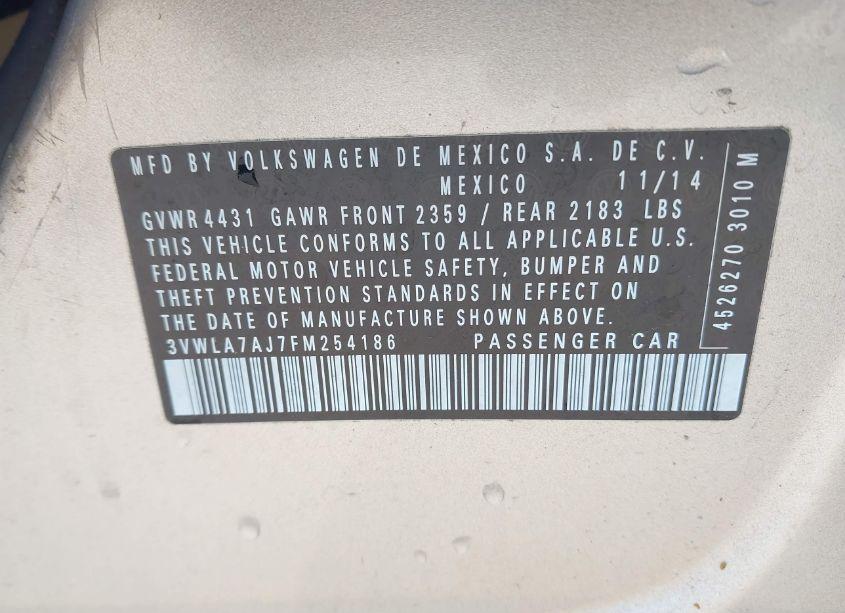 MFD BY VOLKSWAGEN DE MEXICO S.A. DE C.V.
MEXICO 11/14
GVWR 4431 GAWR FRONT 2359 / REAR 2183 LBS
THIS VEHICLE CONFORMS TO ALL APPLICABLE U.S.
FEDERAL MOTOR VEHICLE SAFETY, BUMPER AND
THEFT PREVENTION STANDARDS IN EFFECT ON
THE DATE OF MANUFACTURE SHOWN ABOVE.
3VWLA7AJ7FM254186 PASSENGER CAR
4526270 3010 M